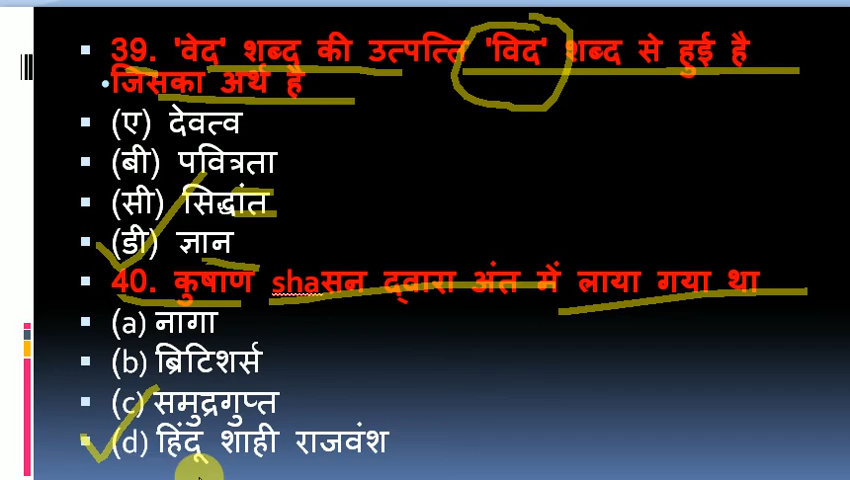 39. 'वेद' शब्द की उत्पत्ति 'विद' शब्द से हुई है
जिसका अर्थ है
(ए) देवत्व
(बी) पवित्रता
(सी) सिद्धांत
(डी) ज्ञान
40. कुषाण shaसन द्वारा अंत में लाया गया था
(a) नागा
(b) ब्रिटिशर्स
(c) समुद्रगुप्त
(d) हिंदू शाही राजवंश